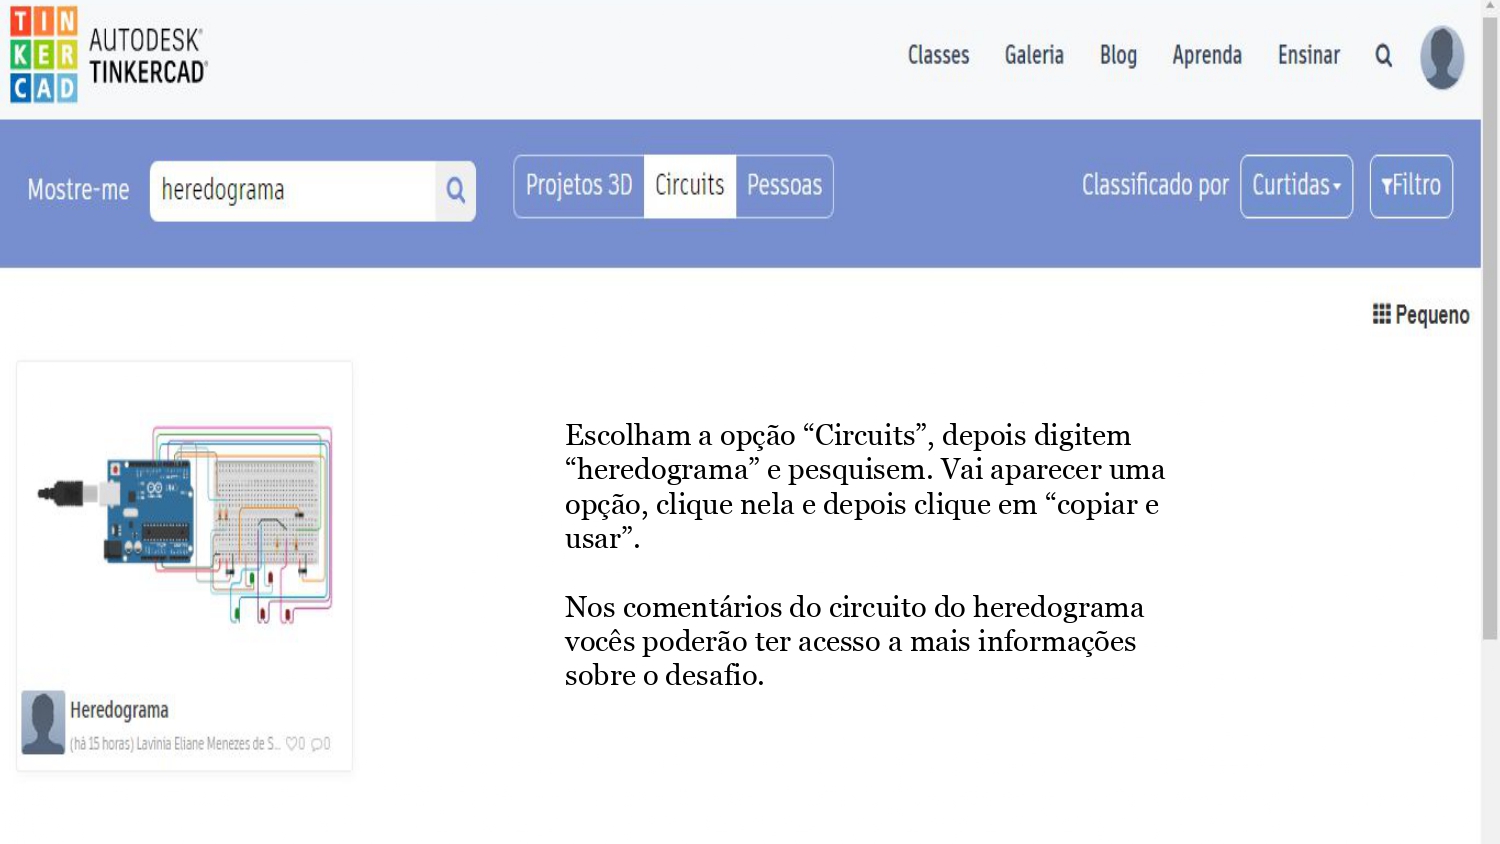 TIN
KER
CAD
AUTODESK®
TINKERCAD®
Classes Galeria Blog Aprenda Ensinar
Mostre-me heredograma Projetos 3D Circuits Pessoas Classificado por Curtidas Filtro
Pequeno
Escolham a opção “Circuits”, depois digitem
“heredograma” e pesquisem. Vai aparecer uma
opção, clique nela e depois clique em “copiar e
usar”.
Nos comentários do circuito do heredograma
vocês poderão ter acesso a mais informações
sobre o desafio.
Heredograma
(há 15 horas) Lavinia Eliane Menezes de S... 0 0